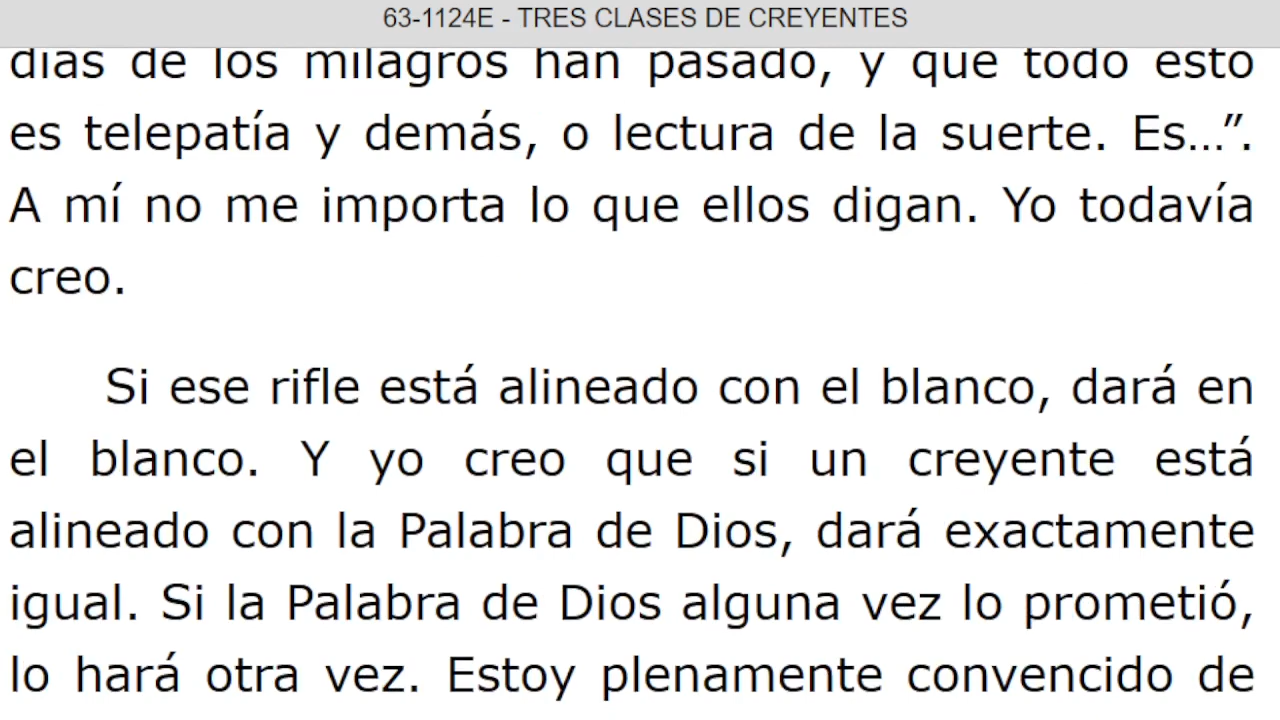 63-1124E - TRES CLASES DE CREYENTES
días de los milagros han pasado, y que todo esto
es telepatía y demás, o lectura de la suerte. Es...”.
A mí no me importa lo que ellos digan. Yo todavía
creo.
Si ese rifle está alineado con el blanco, dará en
el blanco. Y yo creo que si un creyente está
alineado con la Palabra de Dios, dará exactamente
igual. Si la Palabra de Dios alguna vez lo prometió,
lo hará otra vez. Estoy plenamente convencido de